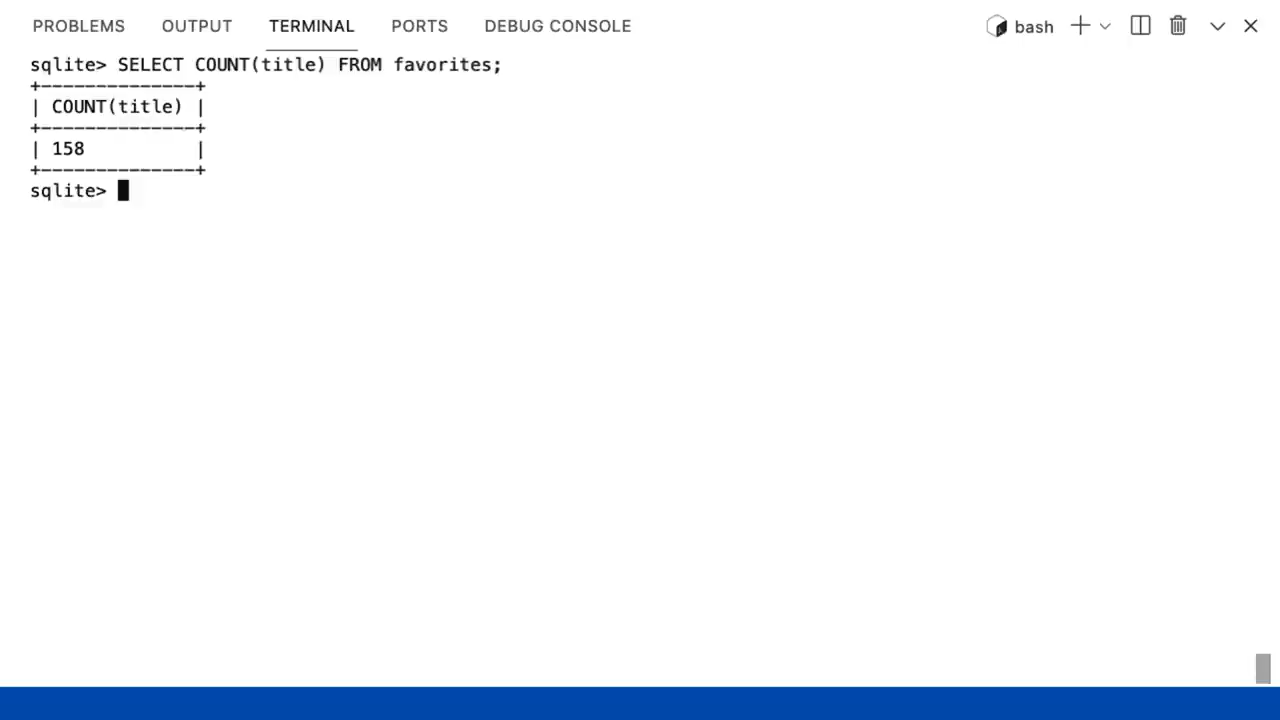 PROBLEMS OUTPUT TERMINAL PORTS DEBUG CONSOLE bash
sqlite> SELECT COUNT(title) FROM favorites;
+--------------+
| COUNT(title) |
+--------------+
| 158          |
+--------------+
sqlite>